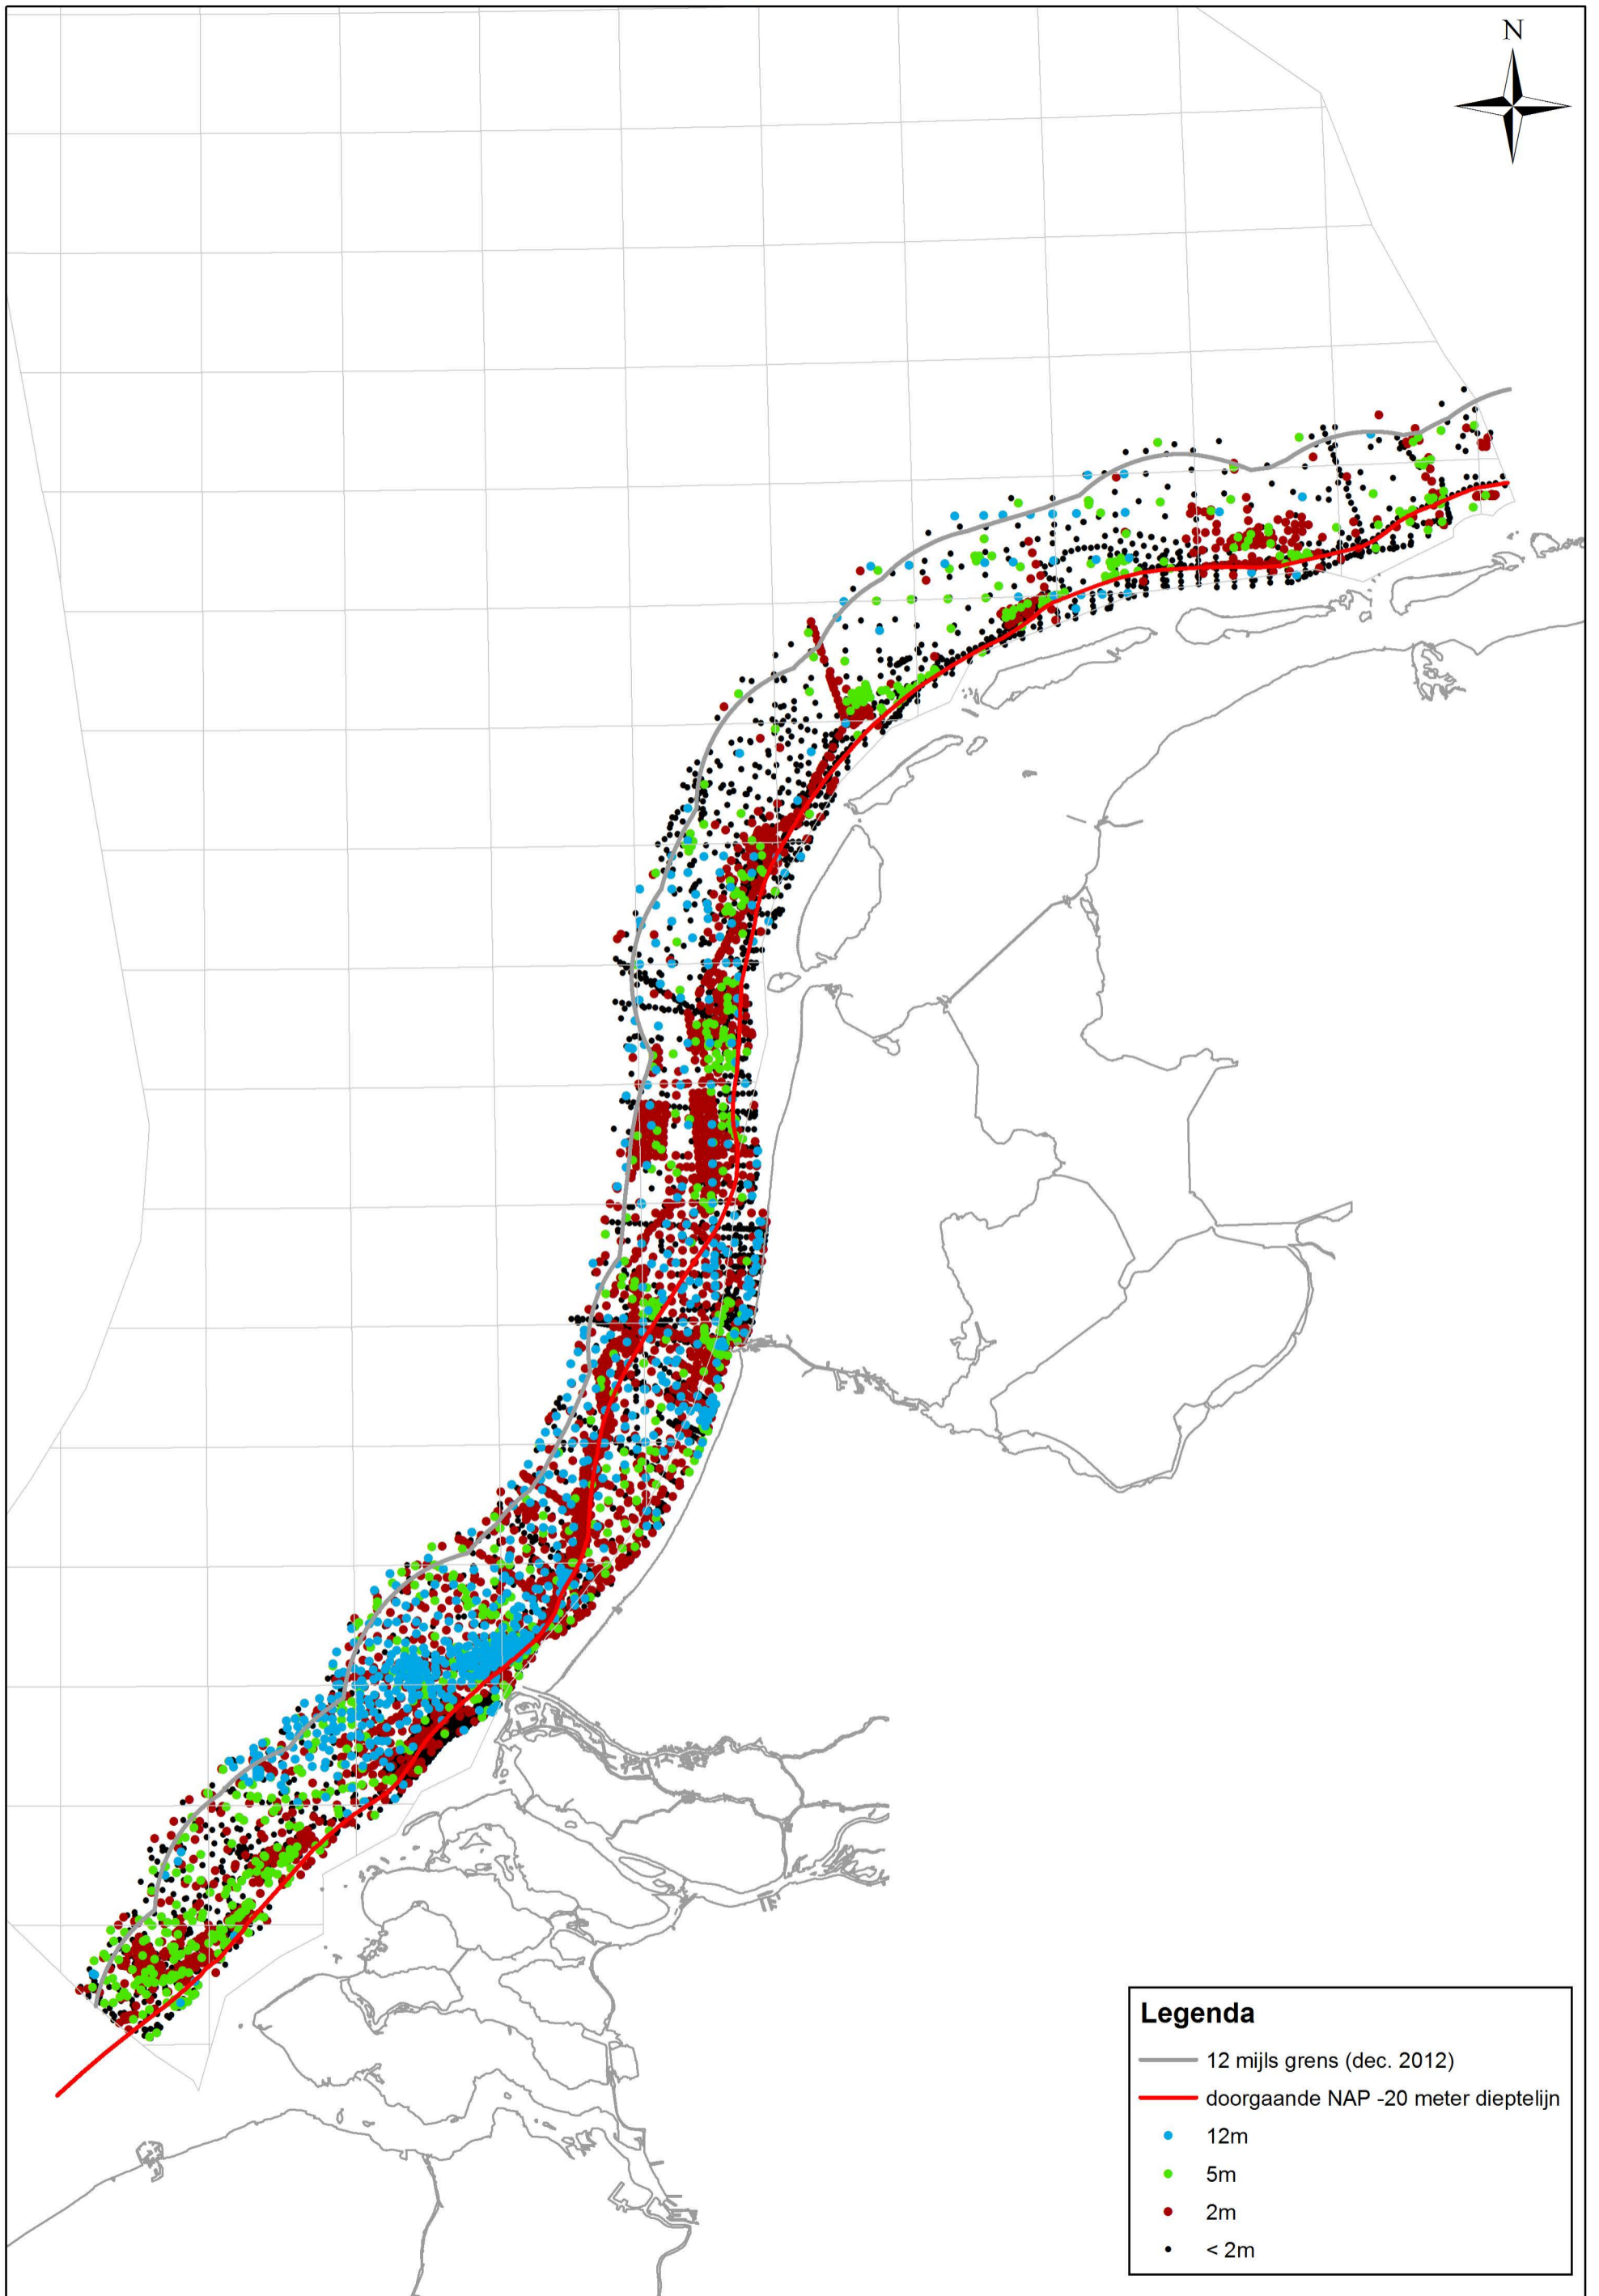 N
Legenda
12 mijls grens (dec. 2012)
doorgaande NAP -20 meter dieptelijn
12m
5m
2m
< 2m